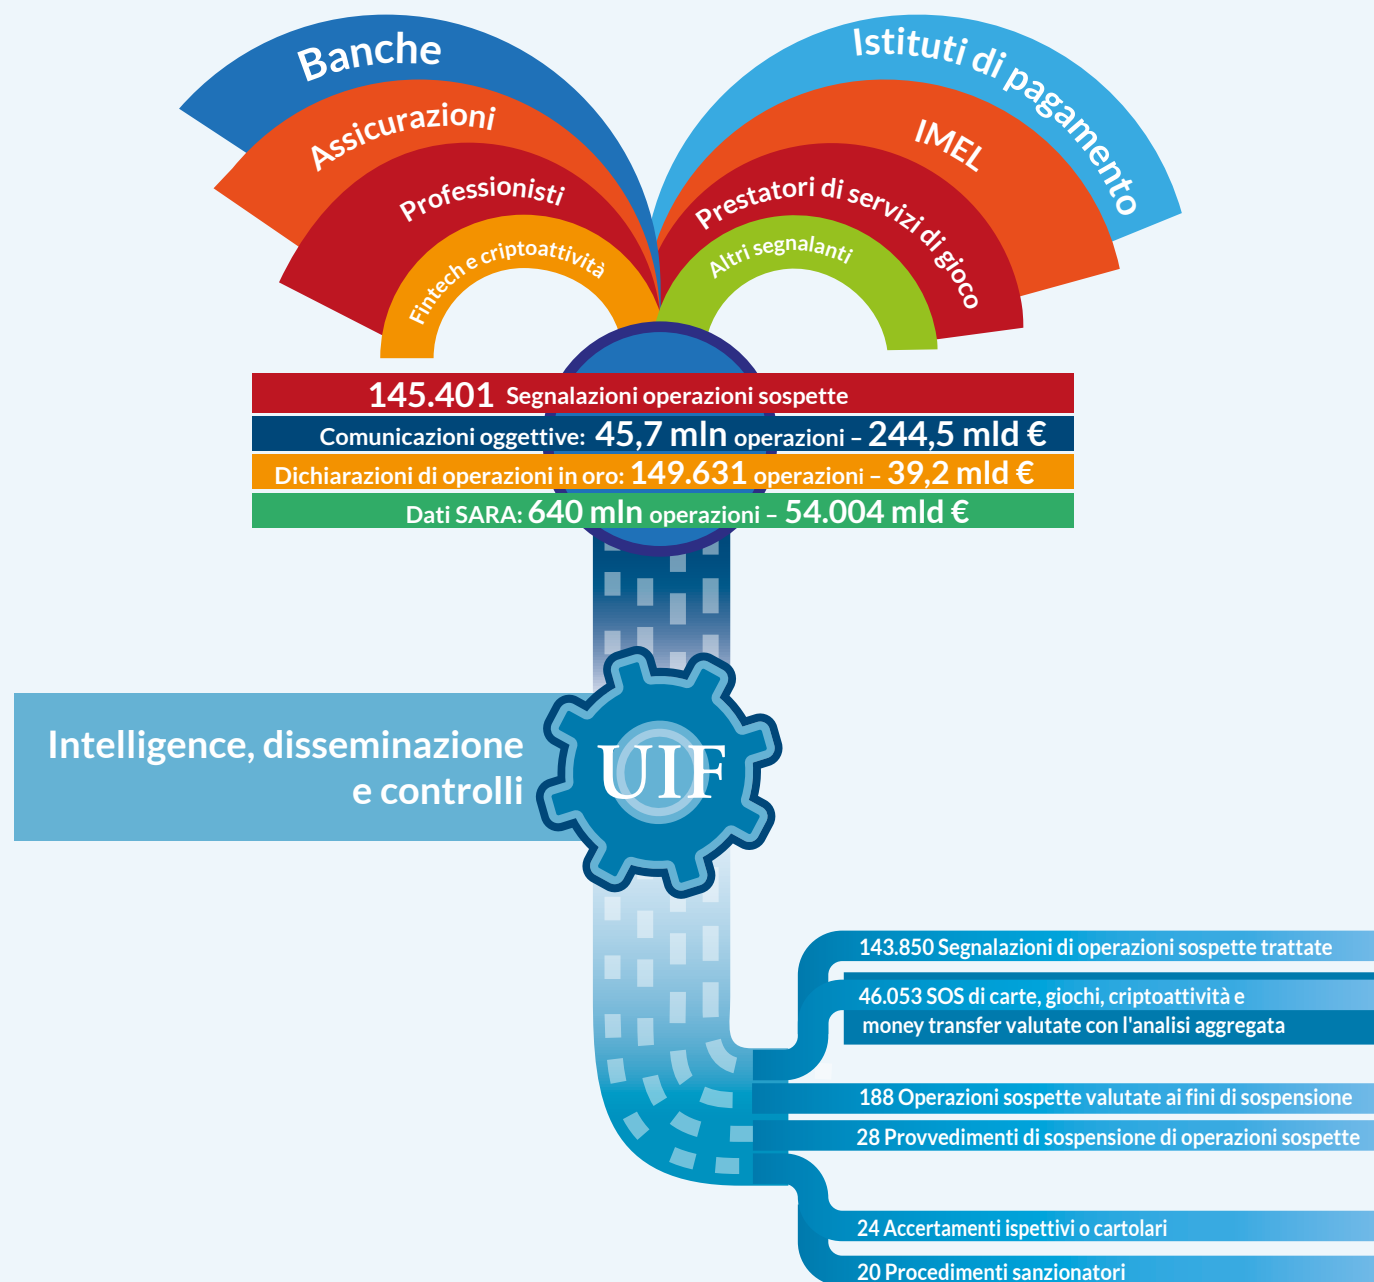 Banche
Assicurazioni
Professionisti
Fintech e criptoattività
Istituti di pagamento
IMEL
Prestatori di servizi di gioco
Altri segnalanti
145.401 Segnalazioni operazioni sospette
Comunicazioni oggettive: 45,7 mln operazioni – 244,5 mld €
Dichiarazioni di operazioni in oro: 149.631 operazioni – 39,2 mld €
Dati SARA: 640 mln operazioni – 54.004 mld €
Intelligence, disseminazione
e controlli
UIF
143.850 Segnalazioni di operazioni sospette trattate
46.053 SOS di carte, giochi, criptoattività e
money transfer valutate con l'analisi aggregata
188 Operazioni sospette valutate ai fini di sospensione
28 Provvedimenti di sospensione di operazioni sospette
24 Accertamenti ispettivi o cartolari
20 Procedimenti sanzionatori